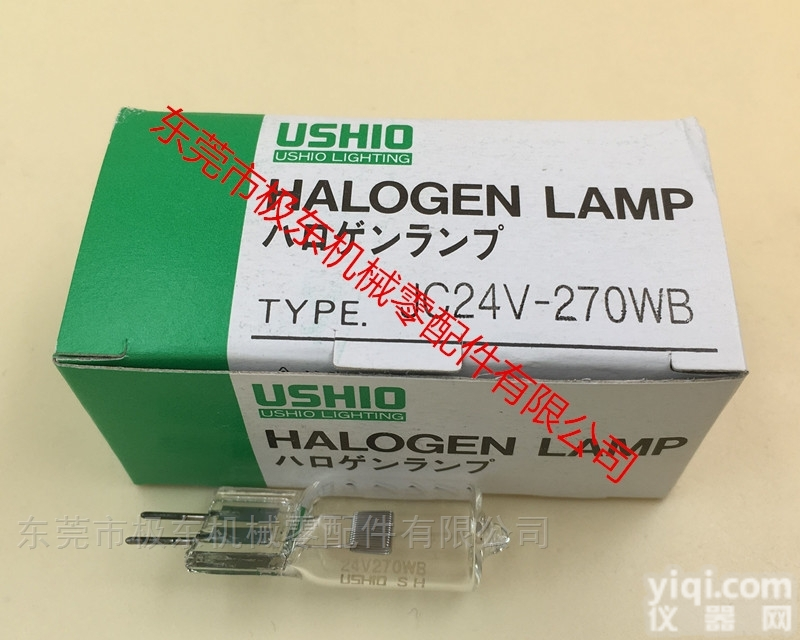 USHIO
USHIO LIGHTING
HALOGEN LAMP
ハロゲンランプ
TYPE. JC24V-270WB
USHIO
USHIO LIGHTING
HALOGEN LAMP
ハロゲンランプ
24V270WB
USHIO SH
东莞市极东机械零配件有限公司
东莞市极东机械零配件有限公司
yiqi.com
仪器网